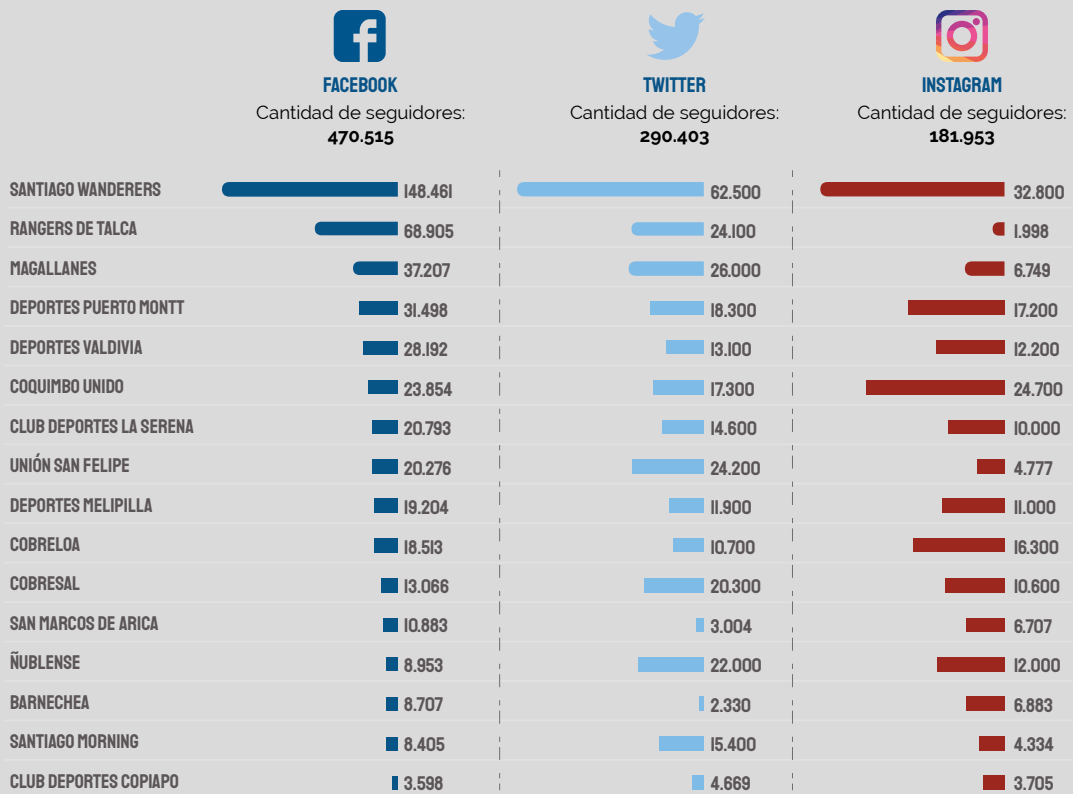 FACEBOOK TWITTER INSTAGRAM
Cantidad de seguidores: Cantidad de seguidores: Cantidad de seguidores:
470.515 290.403 181.953
SANTIAGO WANDERERS 148.461 62.500 32.800
RANGERS DE TALCA 68.905 24.100 1.998
MAGALLANES 37.207 26.000 6.749
DEPORTES PUERTO MONTT 31.498 18.300 17.200
DEPORTES VALDIVIA 28.192 13.100 12.200
COQUIMBO UNIDO 23.854 17.300 24.700
CLUB DEPORTES LA SERENA 20.793 14.600 10.000
UNIÓN SAN FELIPE 20.276 24.200 4.777
DEPORTES MELIPILLA 19.204 11.900 11.000
COBRELOA 18.513 10.700 16.300
COBRESAL 13.066 20.300 10.600
SAN MARCOS DE ARICA 10.883 3.004 6.707
ÑUBLENSE 8.953 22.000 12.000
BARNECHEA 8.707 2.330 6.883
SANTIAGO MORNING 8.405 15.400 4.334
CLUB DEPORTES COPIAPO 3.598 4.669 3.705